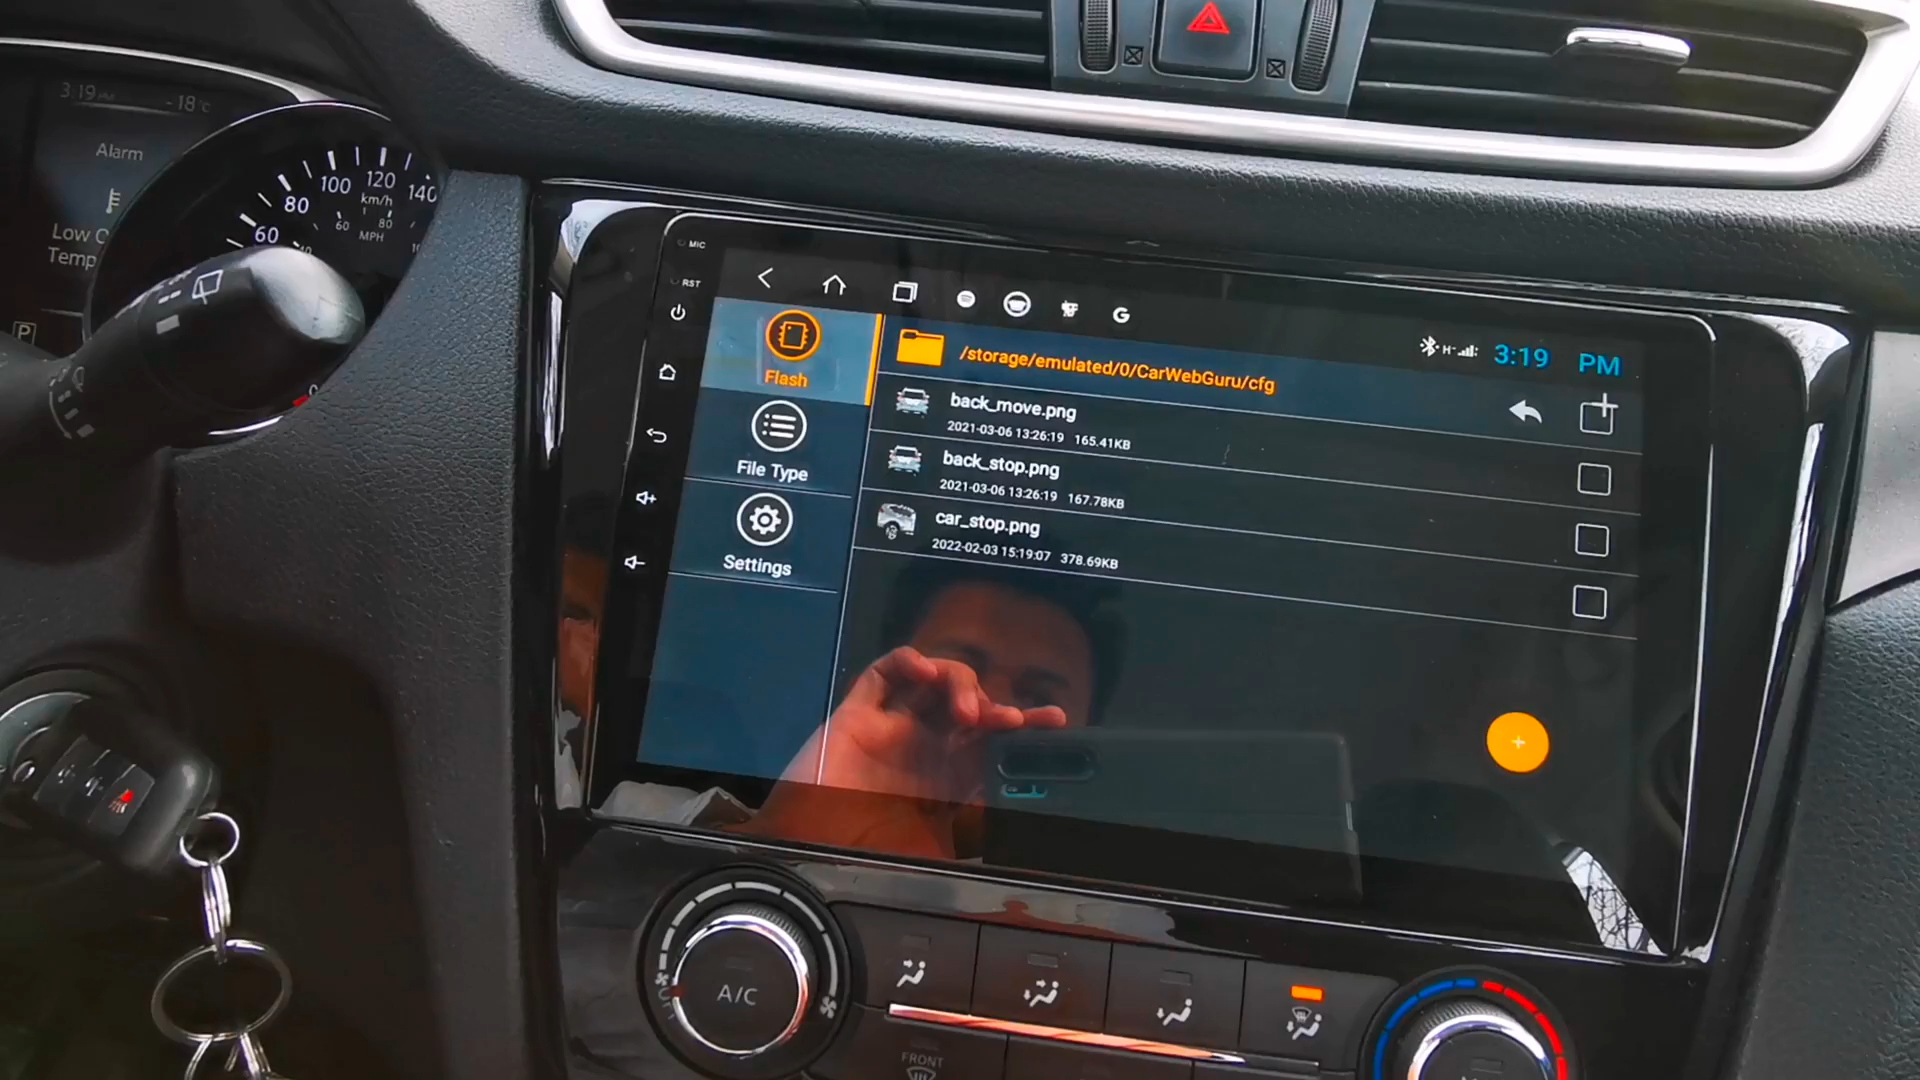 3:19 PM
-18°C
Alarm
Low
Temp
P
60
80
100
120
140
km/h
60
80
MPH
MIC
RST
G
H
3:19 PM
Flash
File Type
Settings
/storage/emulated/0/CarWebGuru/cfg
back_move.png
2021-03-06 13:26:19 165.41KB
back_stop.png
2021-03-06 13:26:19 167.78KB
car_stop.png
2022-02-03 15:19:07 378.69KB
A/C
FRONT